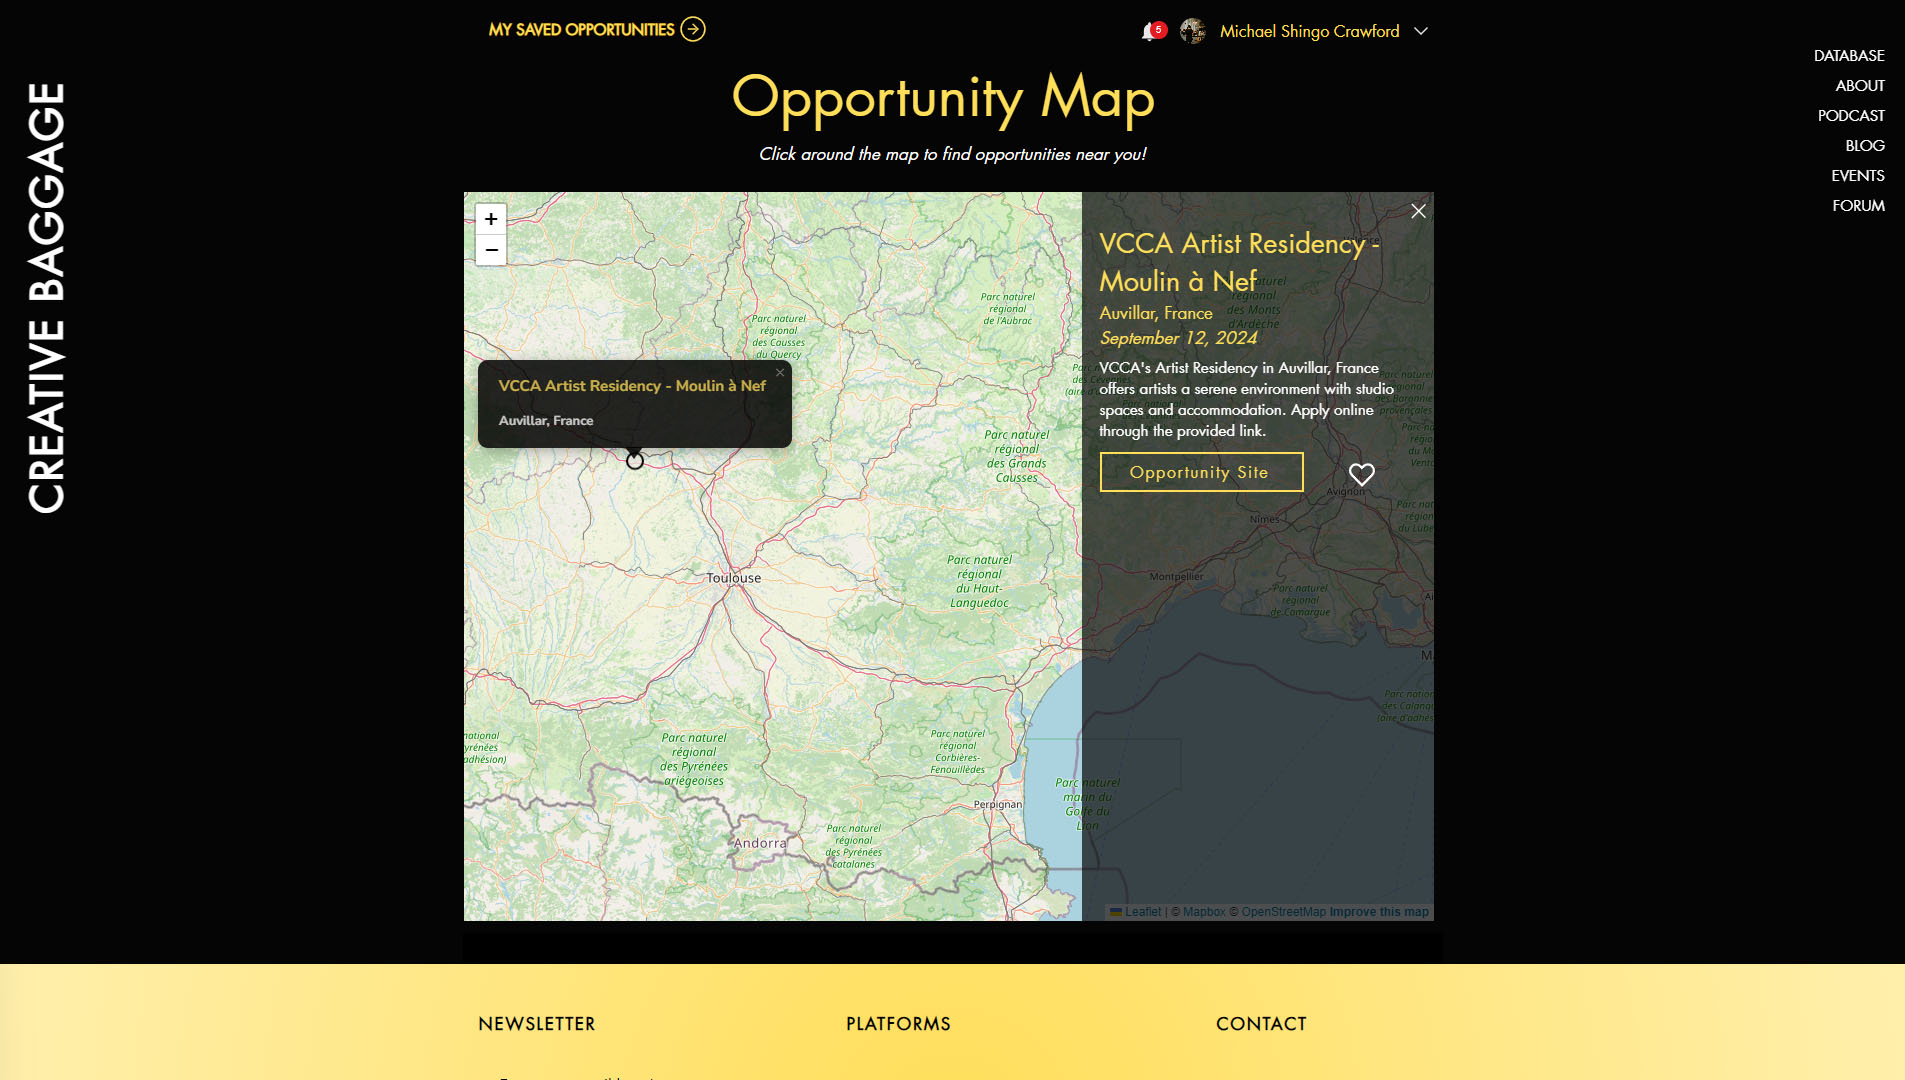 MY SAVED OPPORTUNITIES
5
Michael Shingo Crawford
DATABASE
ABOUT
PODCAST
BLOG
EVENTS
FORUM
CREATIVE BAGGAGE
Opportunity Map
Click around the map to find opportunities near you!
+
−
VCCA Artist Residency - Moulin à Nef
Auvillar, France
Parc naturel
régional
des Causses
du Quercy
Parc naturel
régional
de l'Aubrac
Parc naturel
régional
des Grands
Causses
Toulouse
Parc naturel
régional
du Haut-
Languedoc
Parc naturel
régional
des Pyrénées
ariégeoises
Parc naturel
régional
Corbières-
Fenouillèdes
Perpignan
Andorra
Parc naturel
régional
des Pyrénées
catalanes
Parc naturel
marin du
Golfe du
Lion
VCCA Artist Residency -
Moulin à Nef
Auvillar, France
September 12, 2024
VCCA's Artist Residency in Auvillar, France
offers artists a serene environment with studio
spaces and accommodation. Apply online
through the provided link.
Opportunity Site
régional
des Monts
d'Ardèche
Avignon
Nîmes
Montpellier
Parc naturel
régional
de Camargue
Leaflet | © Mapbox © OpenStreetMap Improve this map
NEWSLETTER
PLATFORMS
CONTACT